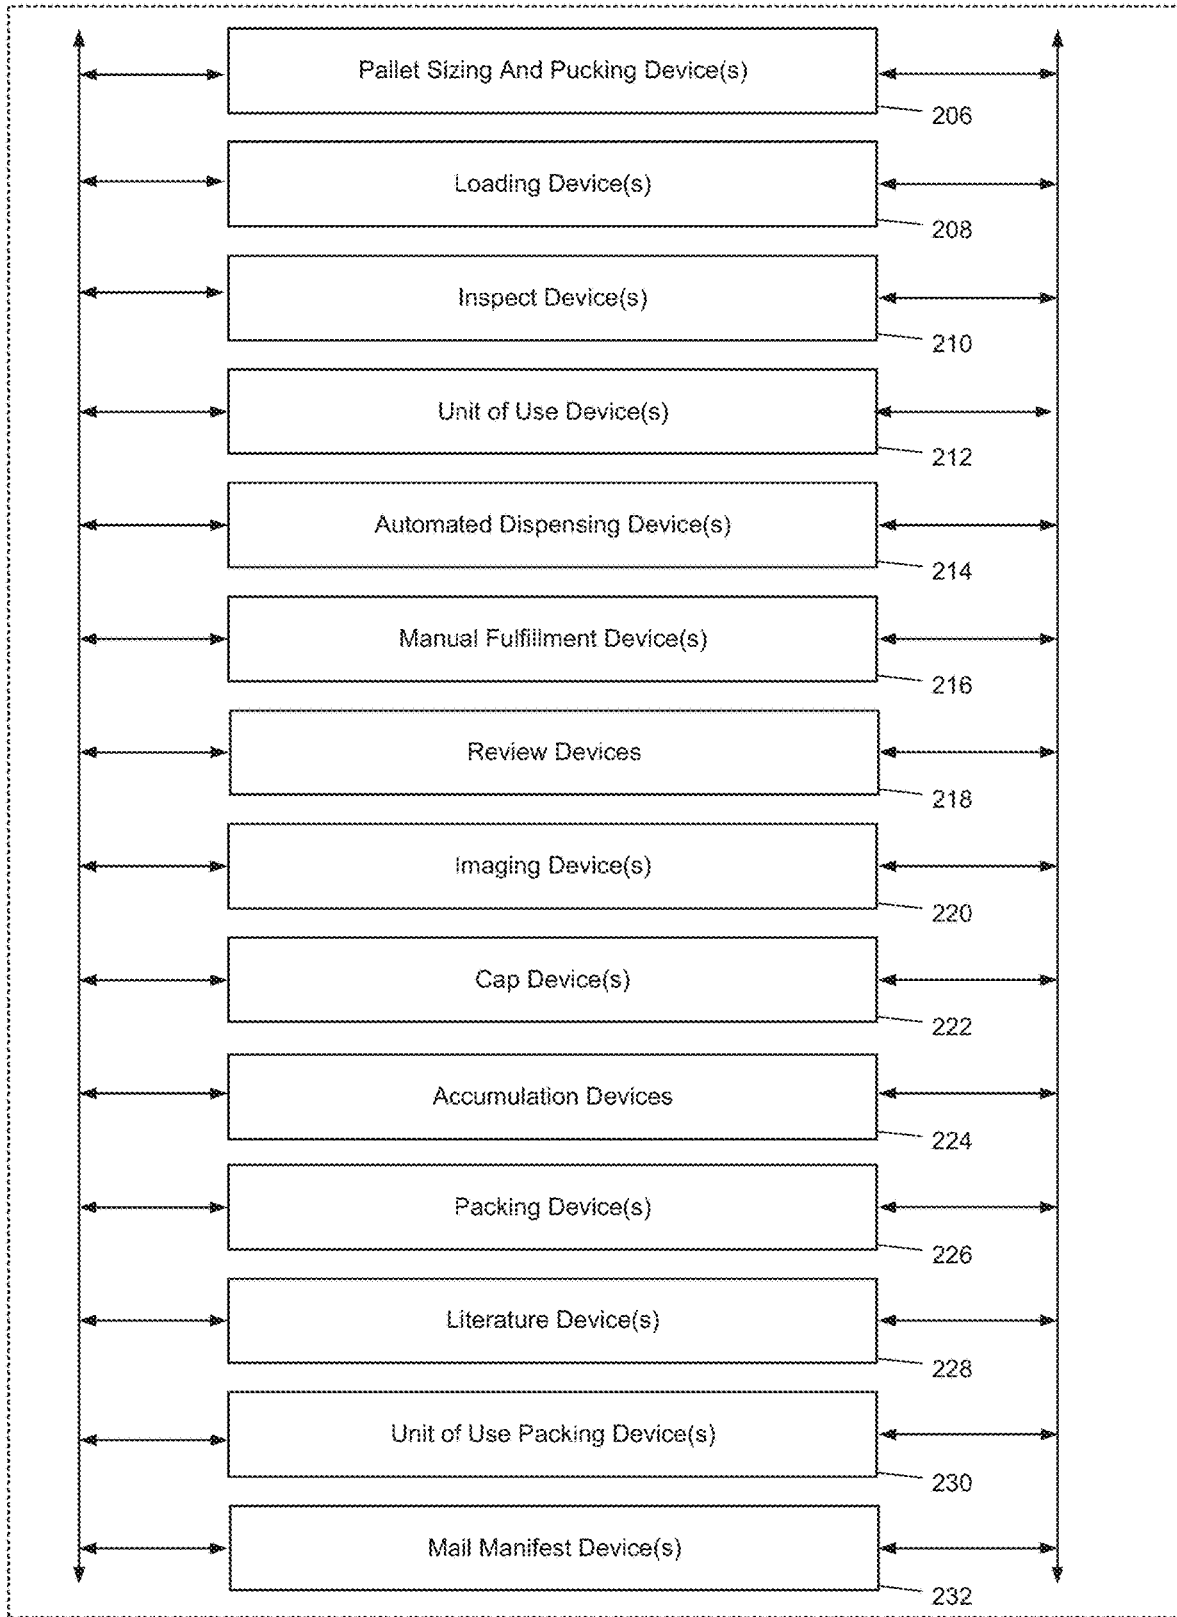 Pallet Sizing And Pucking Device(s)
206
Loading Device(s)
208
Inspect Device(s)
210
Unit of Use Device(s)
212
Automated Dispensing Device(s)
214
Manual Fulfillment Device(s)
216
Review Devices
218
Imaging Device(s)
220
Cap Device(s)
222
Accumulation Devices
224
Packing Device(s)
226
Literature Device(s)
228
Unit of Use Packing Device(s)
230
Mail Manifest Device(s)
232